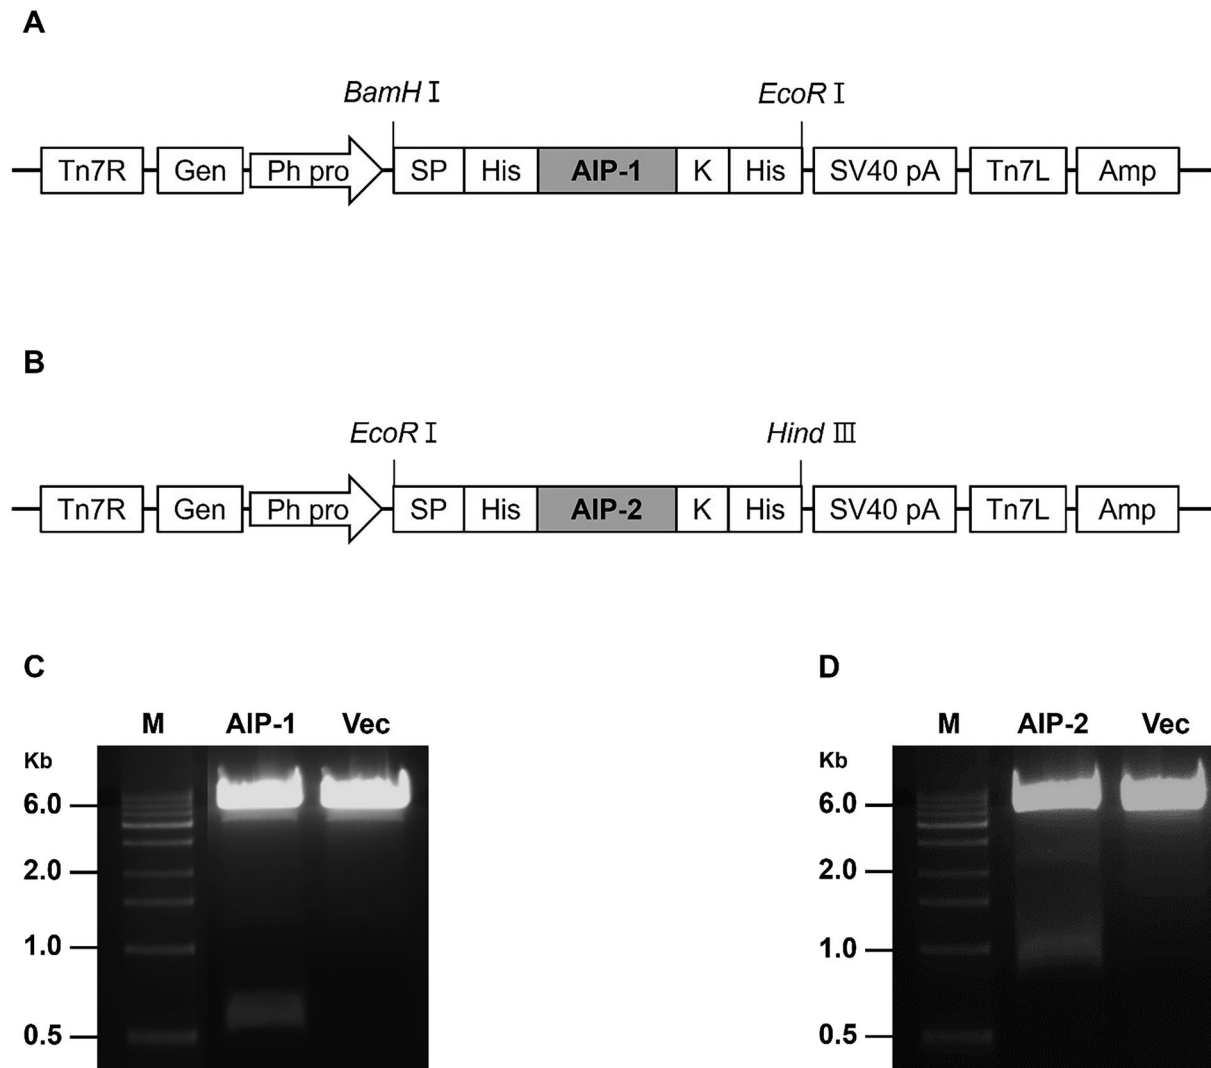 A
BamH I EcoR I
Tn7R Gen Ph pro SP His AIP-1 K His SV40 pA Tn7L Amp
B
EcoR I Hind III
Tn7R Gen Ph pro SP His AIP-2 K His SV40 pA Tn7L Amp
C D
M AIP-1 Vec M AIP-2 Vec
Kb Kb
6.0 6.0
2.0 2.0
1.0 1.0
0.5 0.5